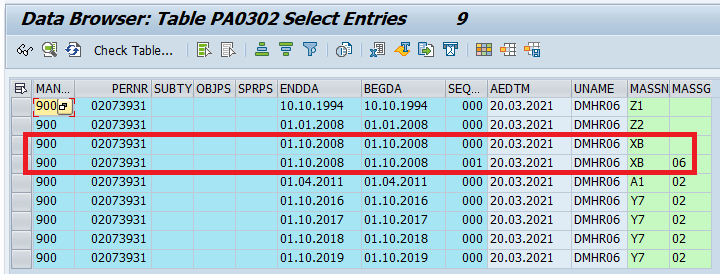 Data Browser: Table PA0302 Select Entries 9
Check Table...
MAN... PERNR SUBTY OBJPS SPRPS ENDDA BEGDA SEQ... AEDTM UNAME MASSN MASSG
900 02073931 10.10.1994 10.10.1994 000 20.03.2021 DMHR06 Z1
900 02073931 01.01.2008 01.01.2008 000 20.03.2021 DMHR06 Z2
900 02073931 01.10.2008 01.10.2008 000 20.03.2021 DMHR06 XB
900 02073931 01.10.2008 01.10.2008 001 20.03.2021 DMHR06 XB 06
900 02073931 01.04.2011 01.04.2011 000 20.03.2021 DMHR06 A1 02
900 02073931 01.10.2016 01.10.2016 000 20.03.2021 DMHR06 Y7 02
900 02073931 01.10.2017 01.10.2017 000 20.03.2021 DMHR06 Y7 02
900 02073931 01.10.2018 01.10.2018 000 20.03.2021 DMHR06 Y7 02
900 02073931 01.10.2019 01.10.2019 000 20.03.2021 DMHR06 Y7 02